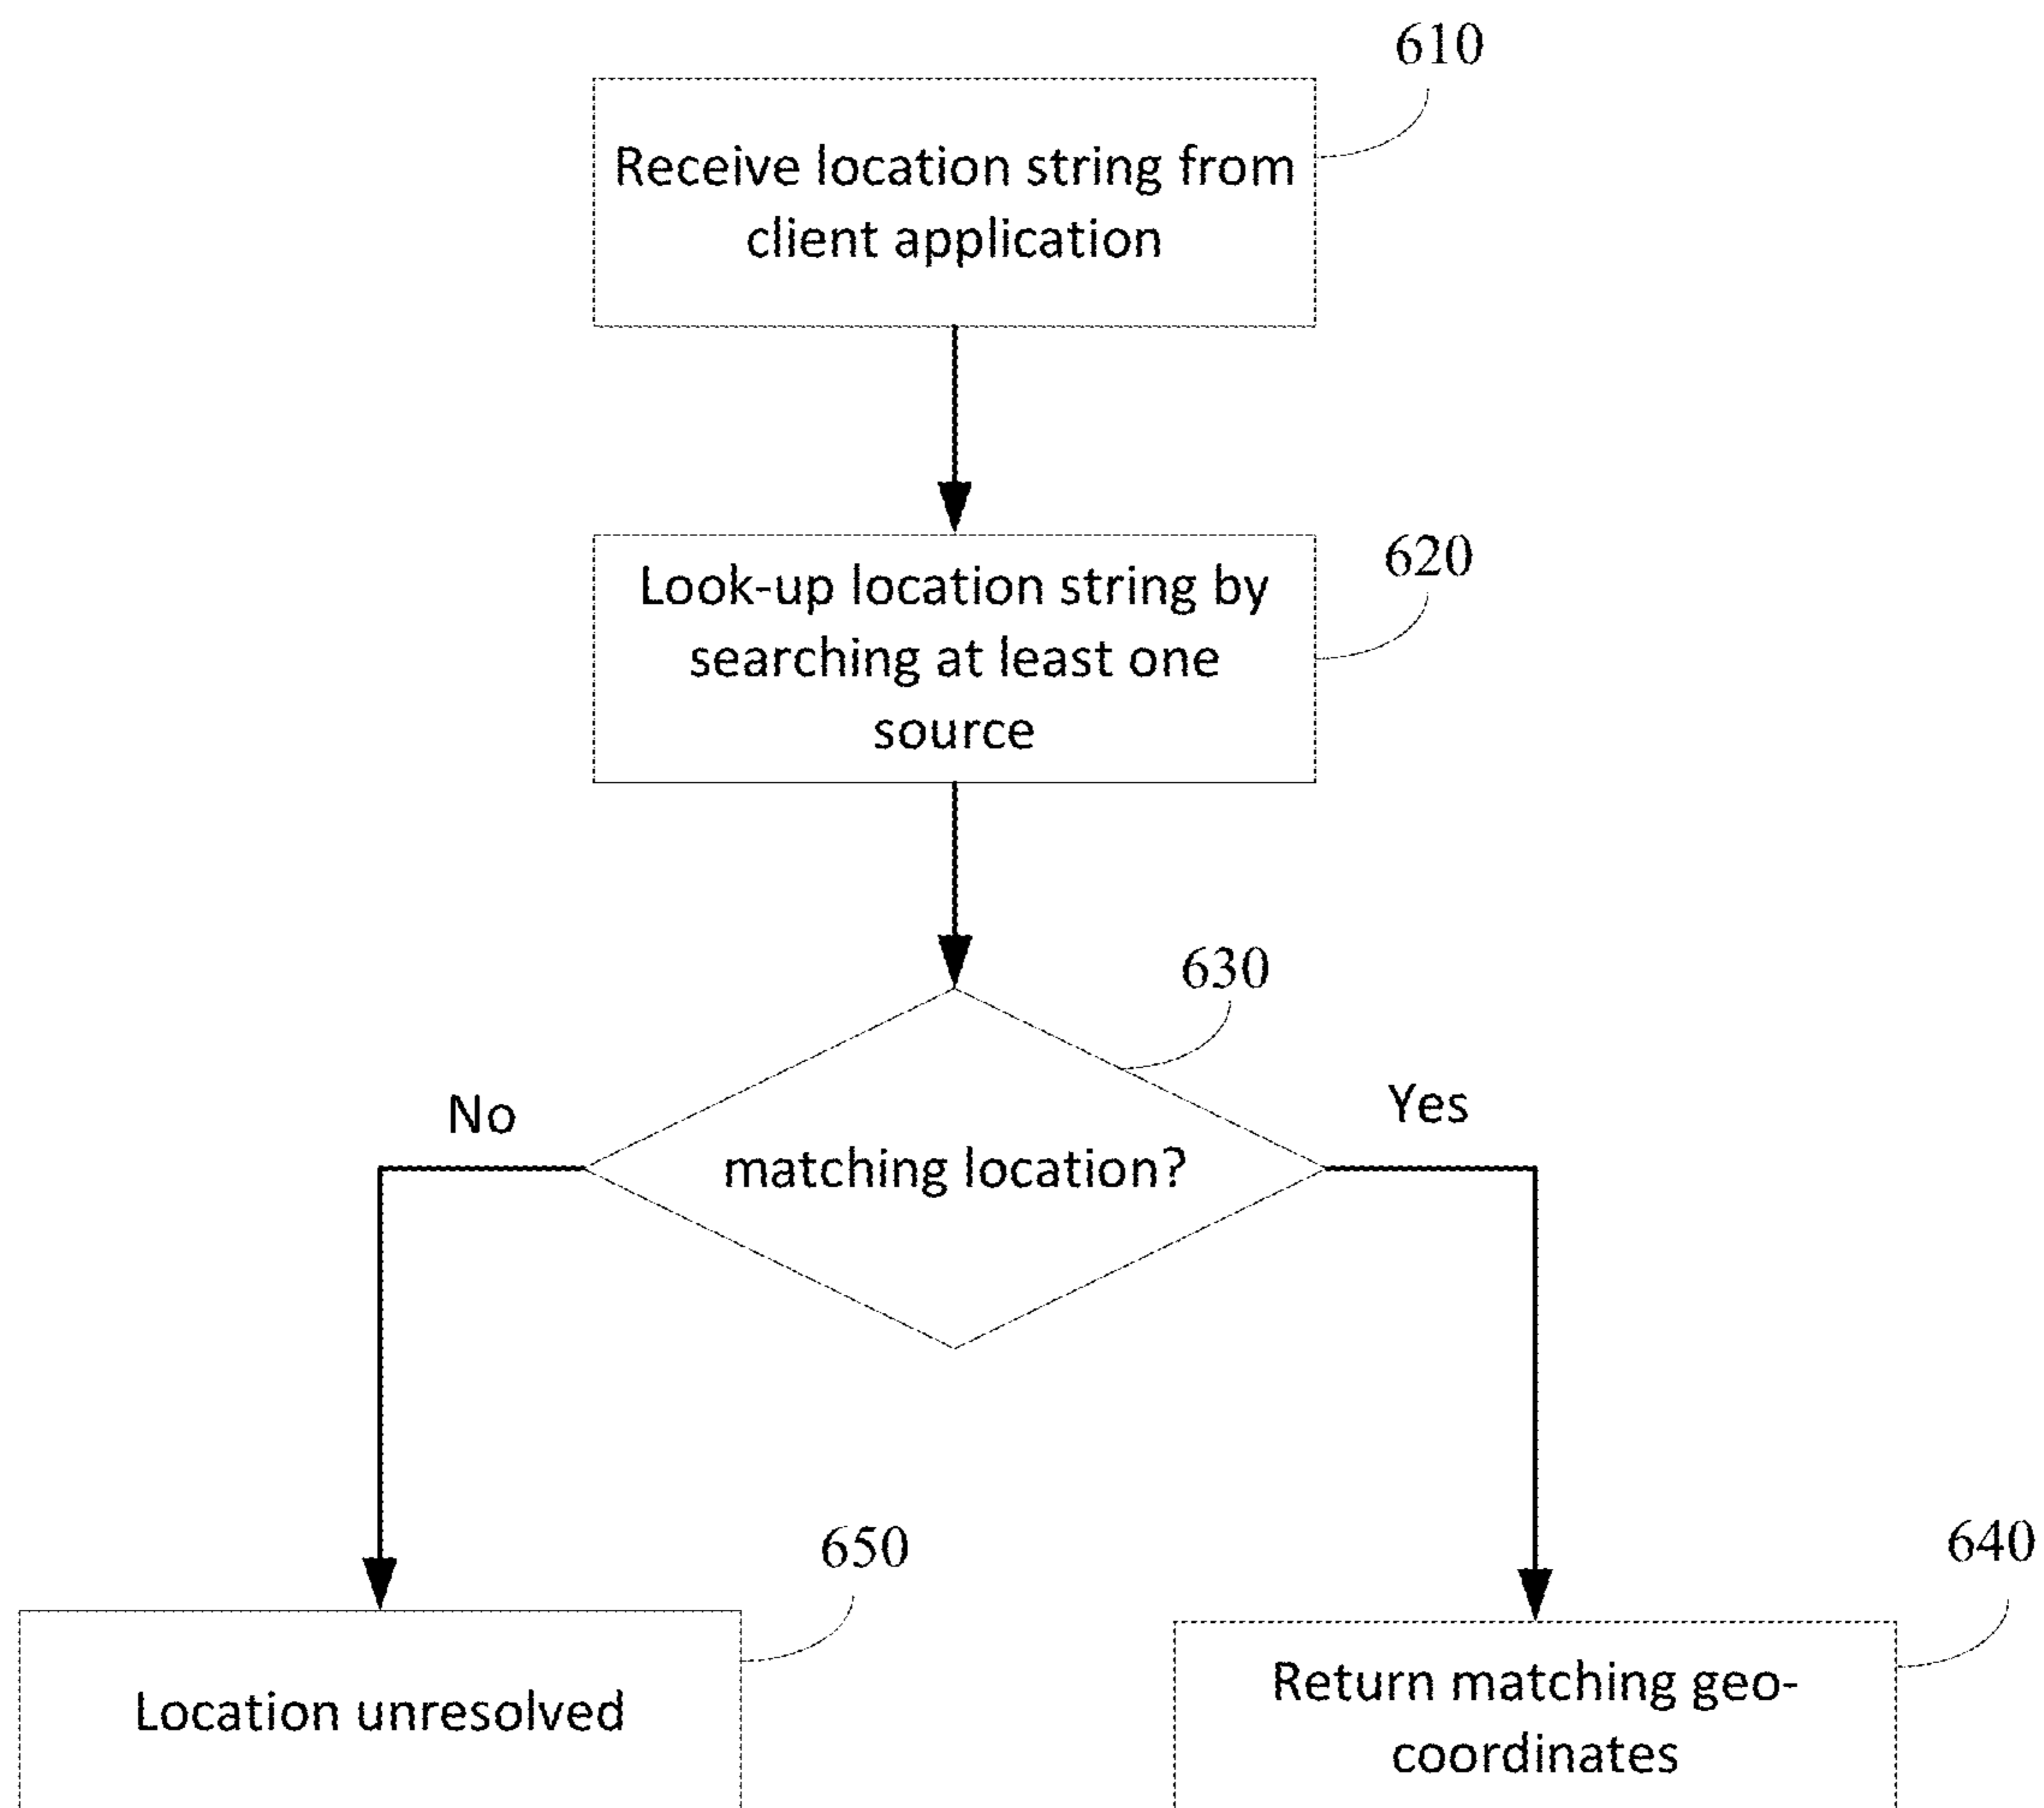 610
Receive location string from
client application
620
Look-up location string by
searching at least one
source
630
No
Yes
matching location?
650
640
Location unresolved
Return matching geo-
coordinates